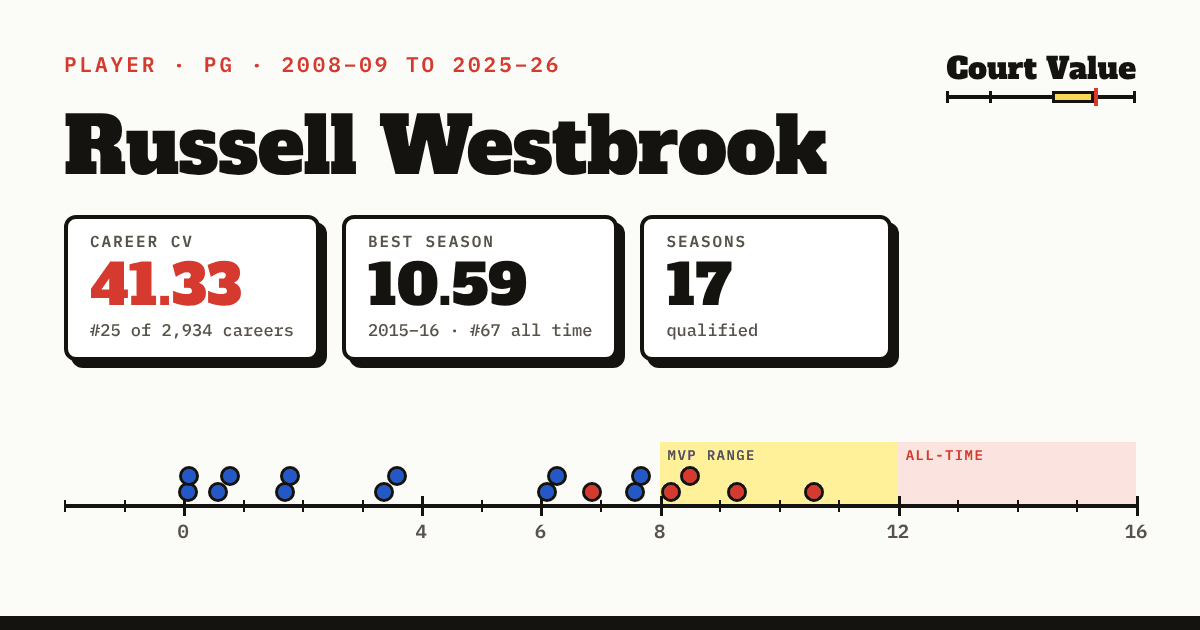 PLAYER · PG · 2008–09 TO 2025–26
Court Value
Russell Westbrook
CAREER CV
41.33
#25 of 2,934 careers
BEST SEASON
10.59
2015–16 · #67 all time
SEASONS
17
qualified
MVP RANGE
ALL-TIME
0 4 6 8 12 16